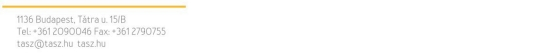 1136 Budapest, Tátra u. 15/B
Tel: +361 2090046 Fax: +361 2790755
tasz@tasz.hu tasz.hu